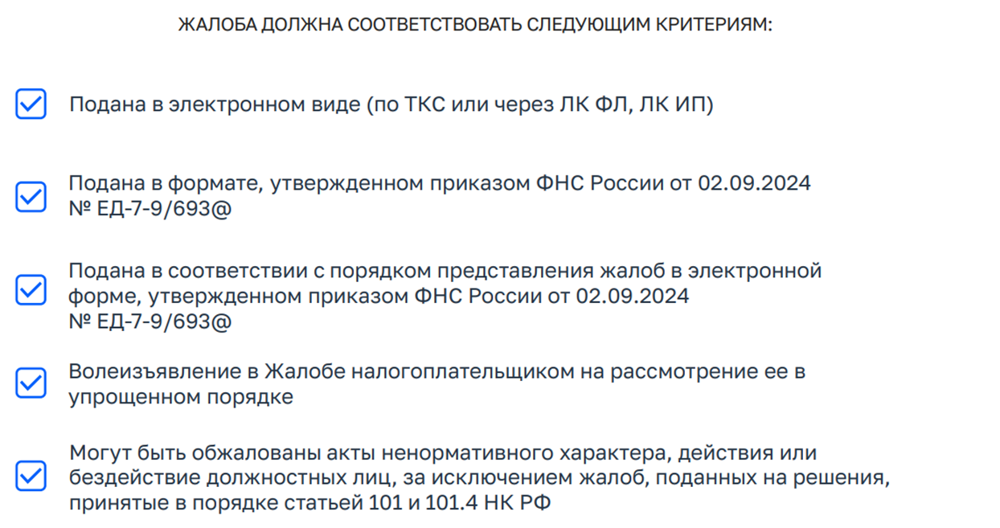 ЖАЛОБА ДОЛЖНА СООТВЕТСТВОВАТЬ СЛЕДУЮЩИМ КРИТЕРИЯМ:
Подана в электронном виде (по ТКС или через ЛК ФЛ, ЛК ИП)
Подана в формате, утвержденном приказом ФНС России от 02.09.2024
№ ЕД-7-9/693@
Подана в соответствии с порядком представления жалоб в электронной
форме, утвержденном приказом ФНС России от 02.09.2024
№ ЕД-7-9/693@
Волеизъявление в Жалобе налогоплательщиком на рассмотрение ее в
упрощенном порядке
Могут быть обжалованы акты ненормативного характера, действия или
бездействие должностных лиц, за исключением жалоб, поданных на решения,
принятые в порядке статьей 101 и 101.4 НК РФ